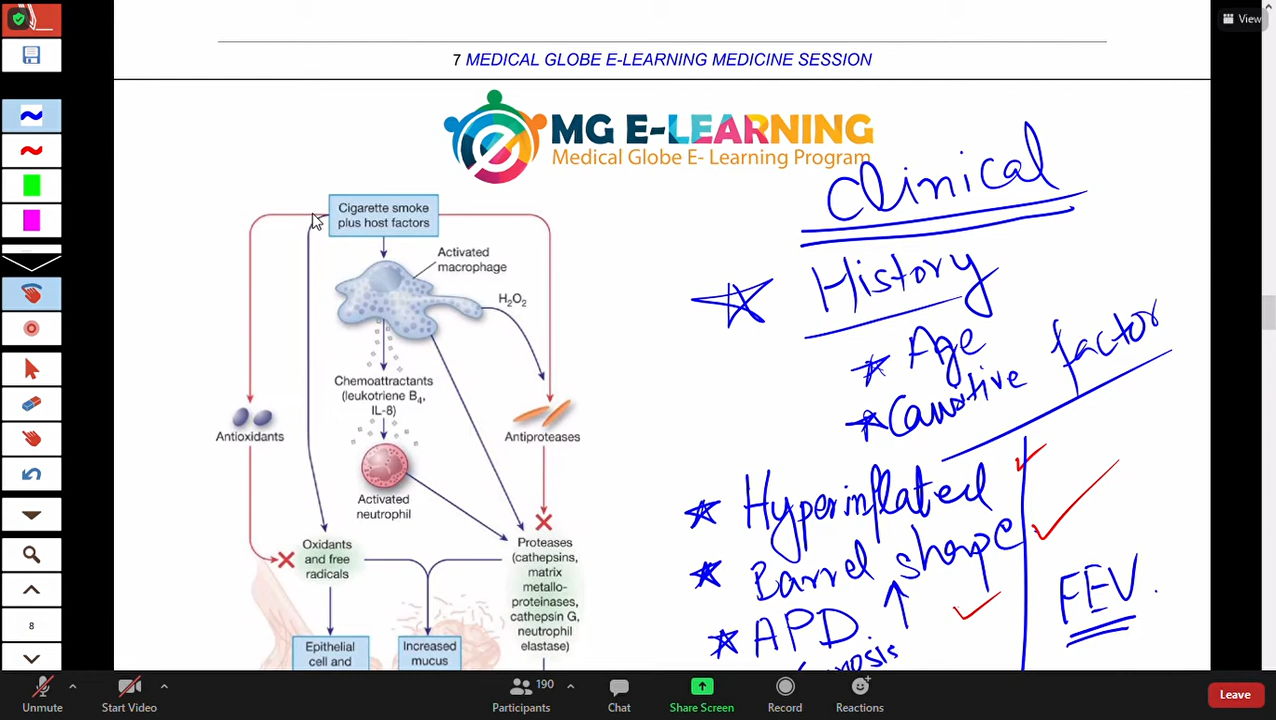 View
7 MEDICAL GLOBE E-LEARNING MEDICINE SESSION
MG E-LEARNING
Medical Globe E- Learning Program
Clinical
History
Age
Causitive factor
Hyperinflated
Barrel shape
APD ↑
FEV
Cigarette smoke
plus host factors
Activated
macrophage
H₂O₂
Chemoattractants
(leukotriene B₄,
IL-8)
Antioxidants
Antiproteases
Activated
neutrophil
Oxidants
and free
radicals
Proteases
(cathepsins,
matrix
metallo-
proteinases,
cathepsin G,
neutrophil
elastase)
Epithelial
cell and
Increased
mucus
8
Unmute
Start Video
190
Participants
Chat
Share Screen
Record
Reactions
Leave